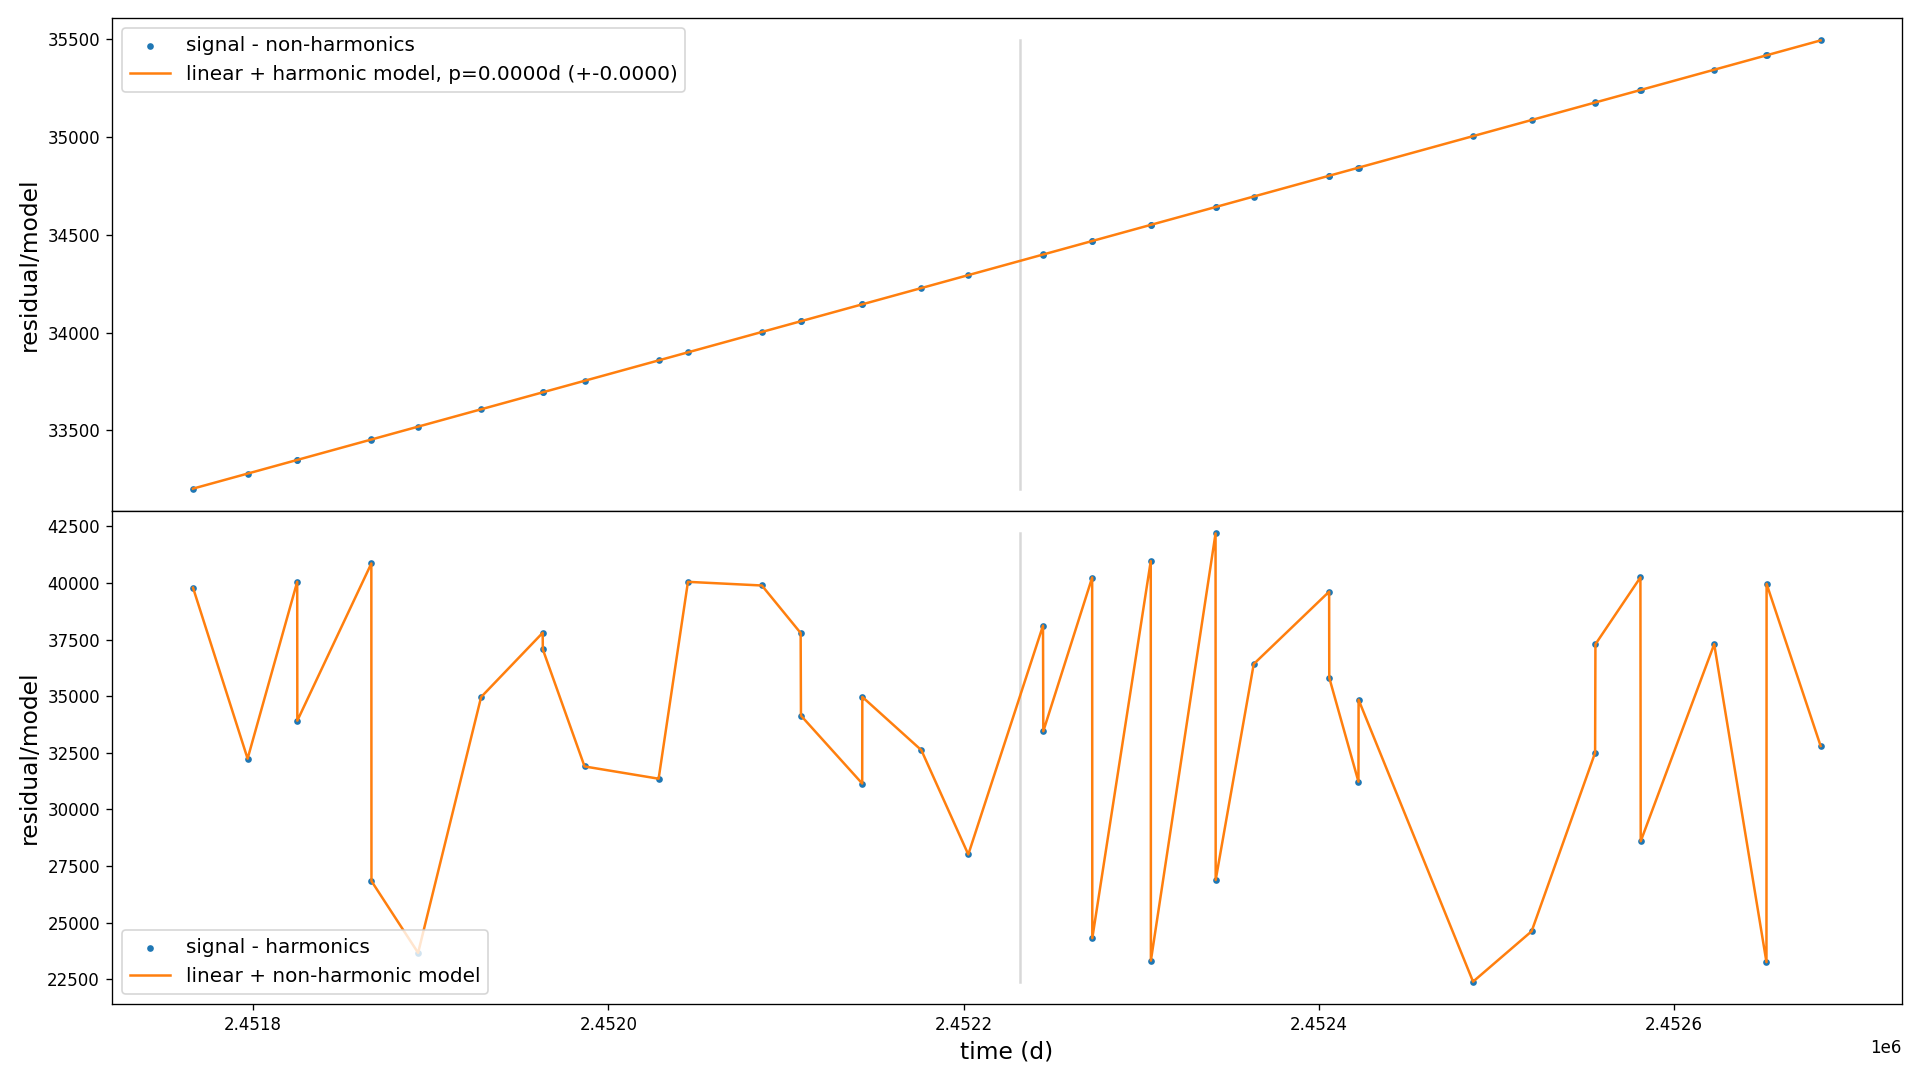 35500
35000
34500
34000
33500
residual/model
signal - non-harmonics
linear + harmonic model, p=0.0000d (+-0.0000)
42500
40000
37500
35000
32500
30000
27500
25000
22500
residual/model
signal - harmonics
linear + non-harmonic model
2.4518 2.4520 2.4522 2.4524 2.4526
1e6
time (d)